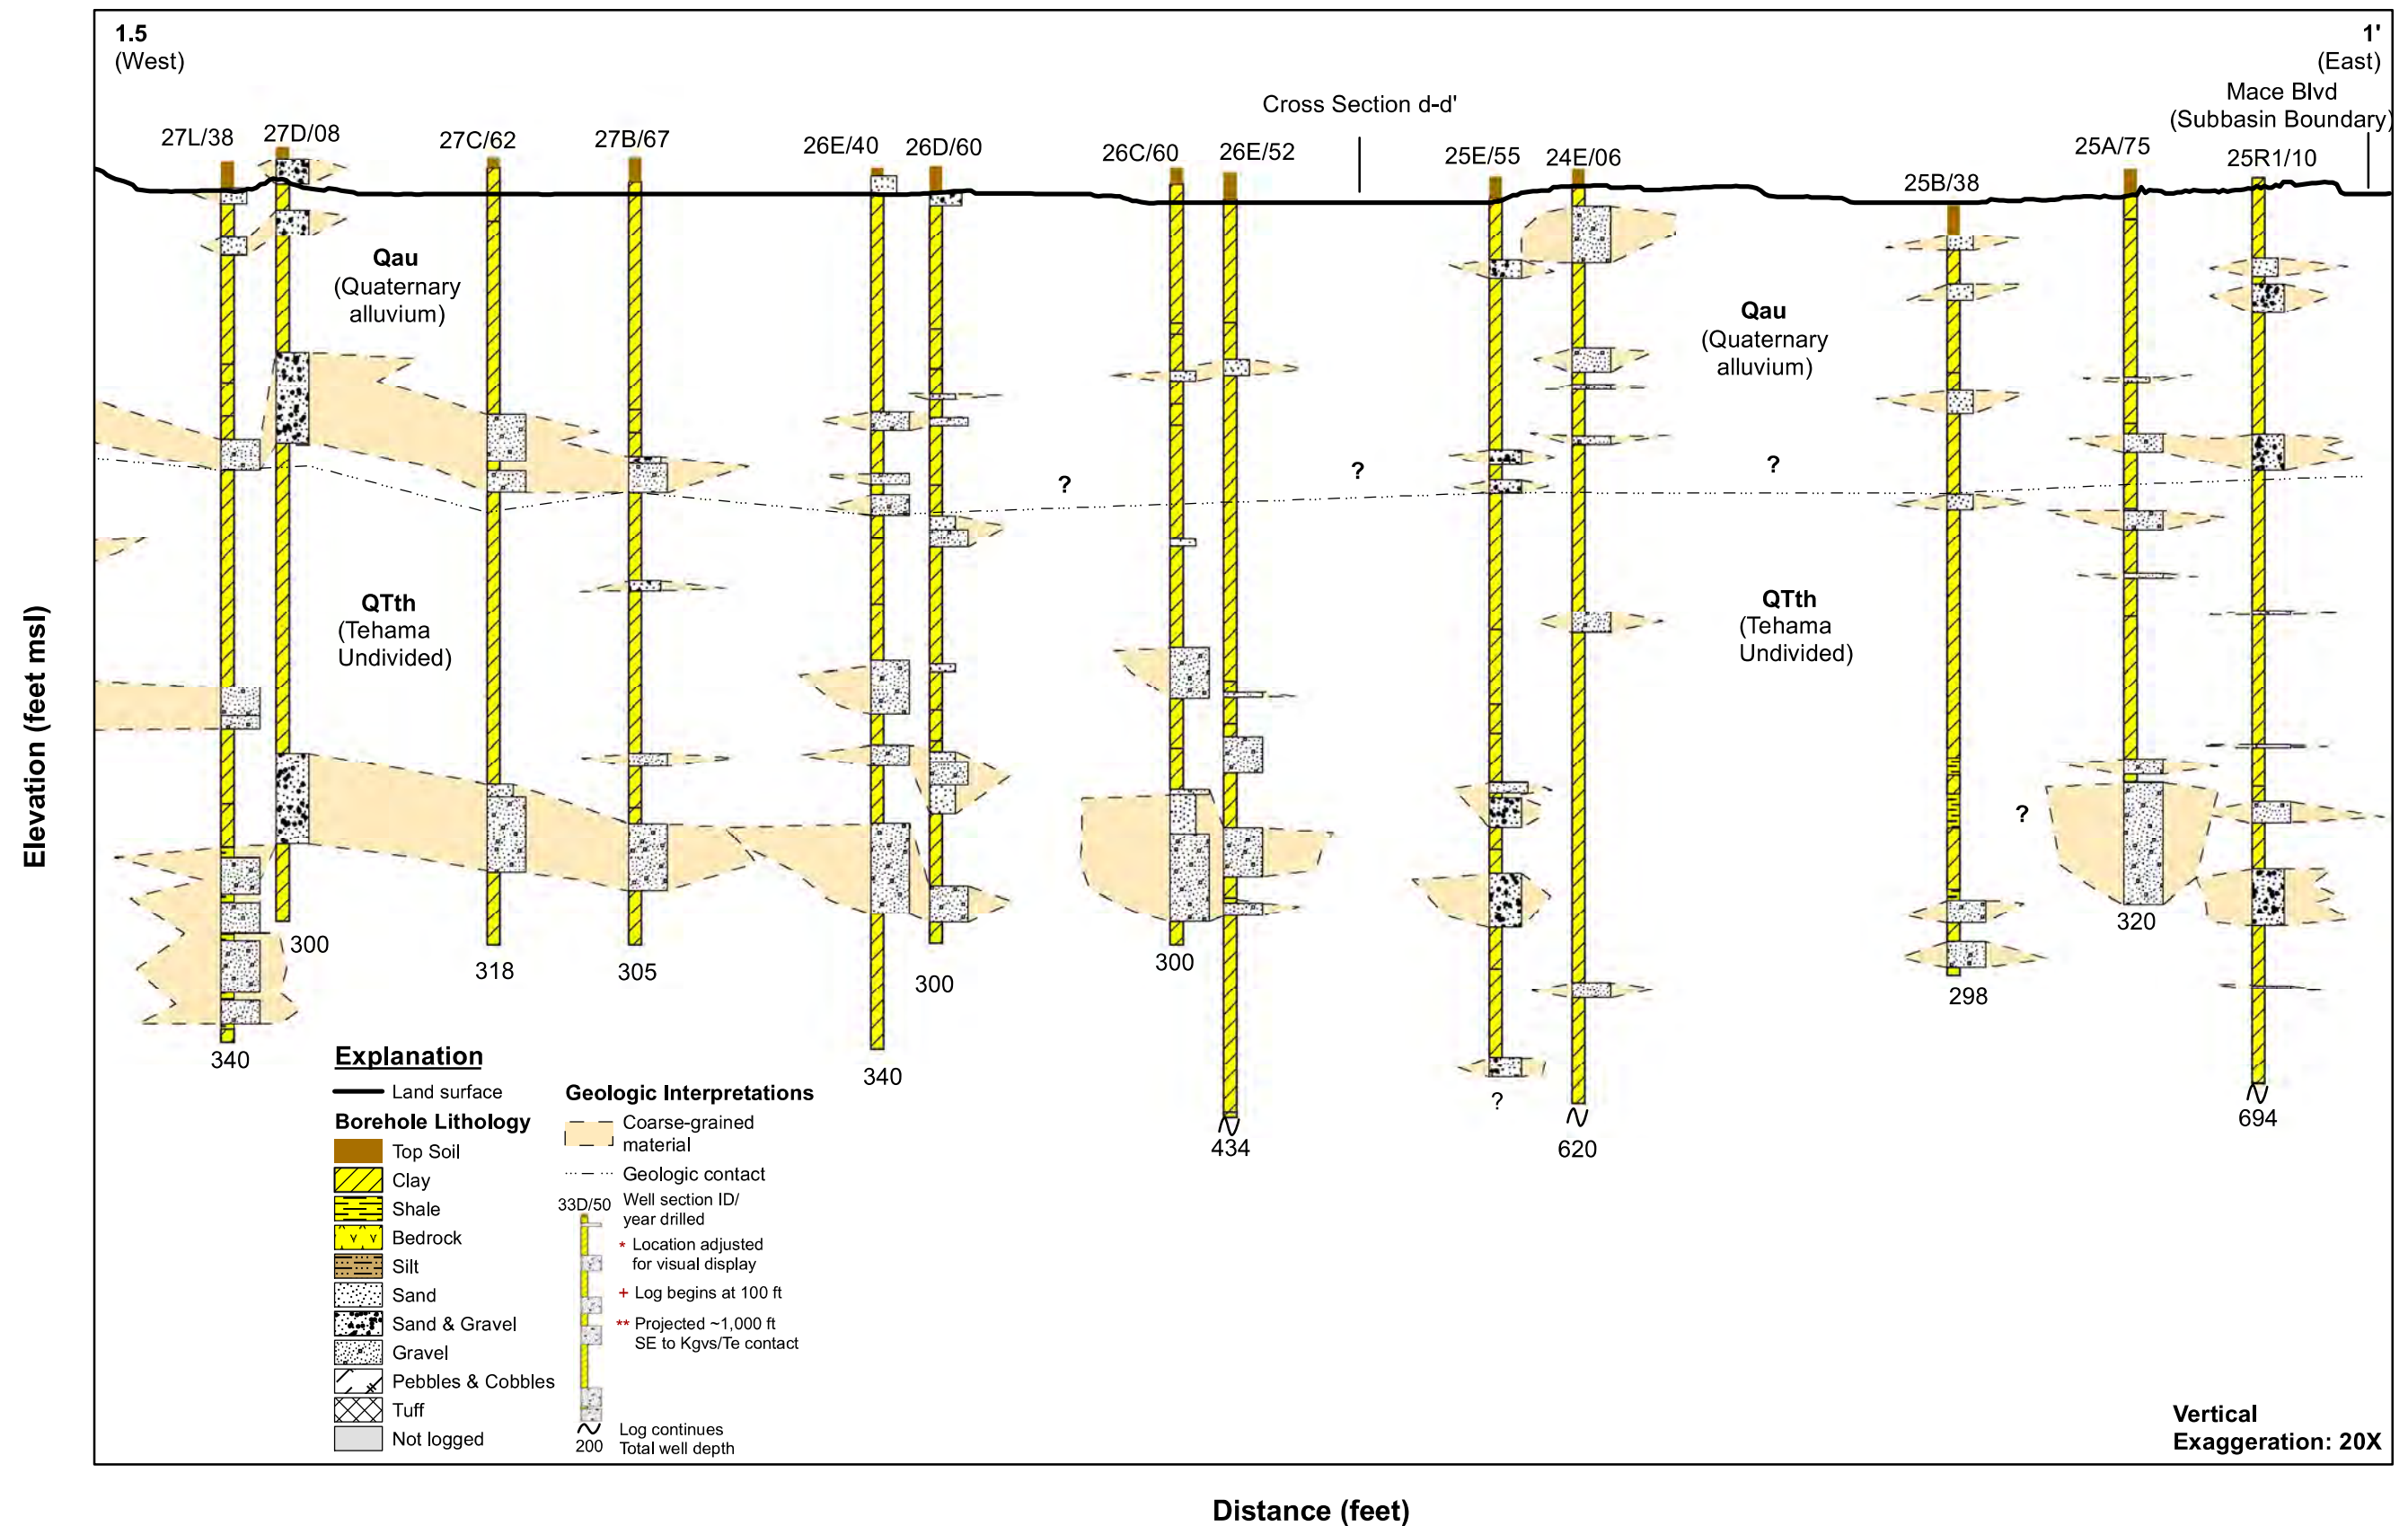 1.5
(West)
1'
(East)
Mace Blvd
(Subbasin Boundary)
Cross Section d-d'
27L/38
27D/08
27C/62
27B/67
26E/40
26D/60
26C/60
26E/52
25E/55
24E/06
25B/38
25A/75
25R1/10
Qau
(Quaternary
alluvium)
Qau
(Quaternary
alluvium)
?
?
?
QTth
(Tehama
Undivided)
QTth
(Tehama
Undivided)
?
340
300
318
305
340
300
300
434
?
620
298
320
694
Elevation (feet msl)
Explanation
Land surface
Borehole Lithology
Top Soil
Clay
Shale
Bedrock
Silt
Sand
Sand & Gravel
Gravel
Pebbles & Cobbles
Tuff
Not logged
Geologic Interpretations
Coarse-grained
material
Geologic contact
33D/50
Well section ID/
year drilled
* Location adjusted
for visual display
+ Log begins at 100 ft
** Projected ~1,000 ft
SE to Kgvs/Te contact
Log continues
200 Total well depth
Vertical
Exaggeration: 20X
Distance (feet)